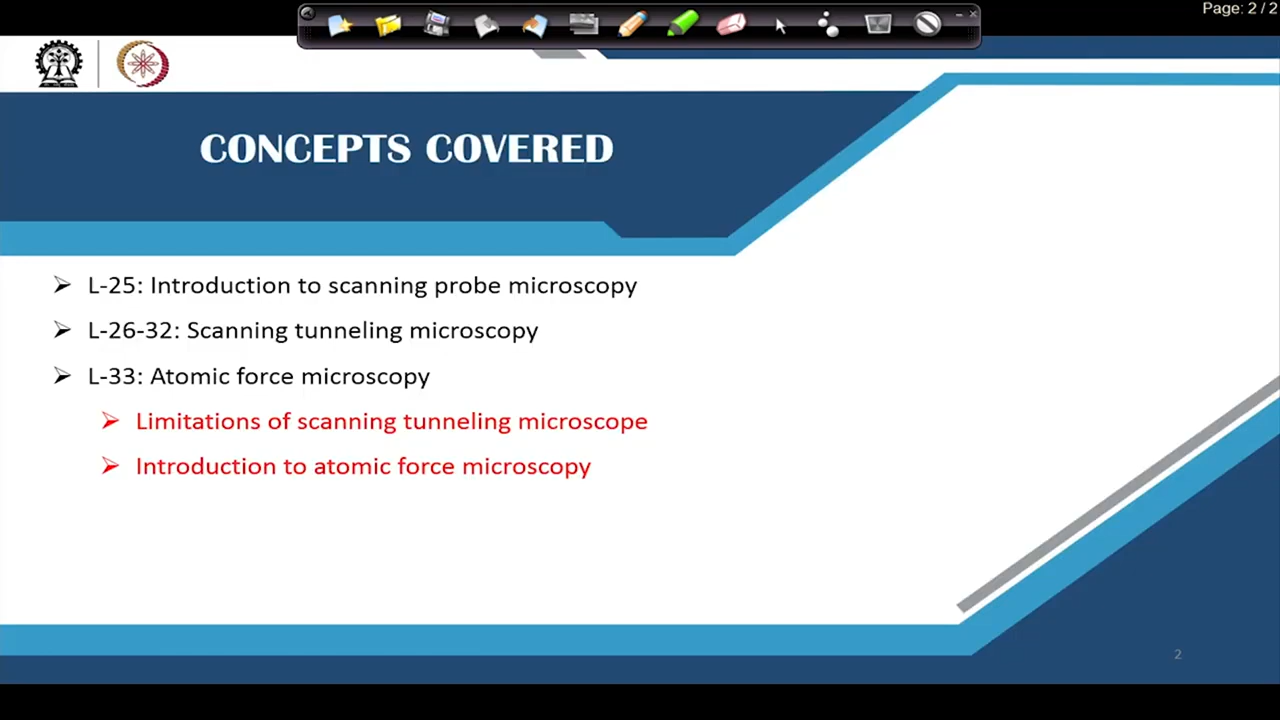 Page: 2 / 2
CONCEPTS COVERED
L-25: Introduction to scanning probe microscopy
L-26-32: Scanning tunneling microscopy
L-33: Atomic force microscopy
Limitations of scanning tunneling microscope
Introduction to atomic force microscopy
2